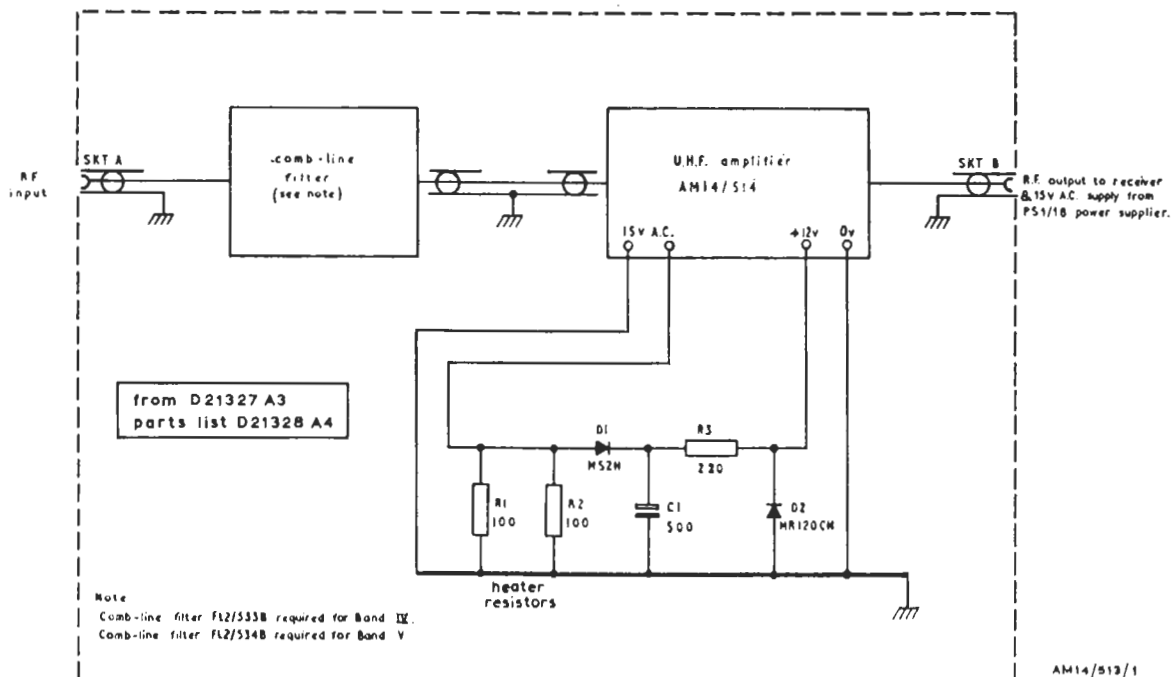 SKT A
R.F.
input
comb-line
filter
(see note)
U.H.F. amplifier
AM14/514
15V A.C.
+12V
0V
SKT B
R.F. output to receiver
& 15V A.C. supply from
PS1/18 power supplier.
from D21327 A3
parts list D21328 A4
D1
MS2H
R3
220
R1
100
R2
100
C1
500
D2
MR120CH
heater
resistors
Note
Comb-line filter FL2/533B required for Band IV.
Comb-line filter FL2/534B required for Band V
AM14/513/1